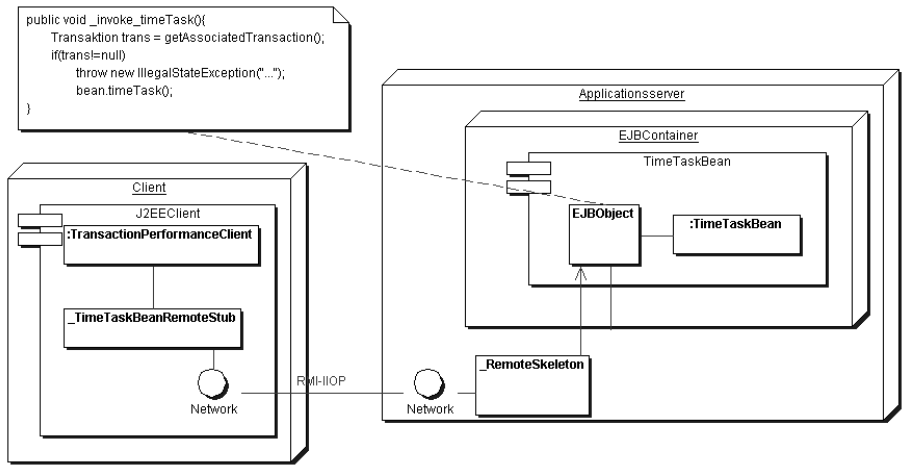 public void _invoke_timeTask(){
Transaktion trans = getAssociatedTransaction();
if(trans!=null)
throw new IllegalStateException("...");
bean.timeTask();
}
Applicationsserver
EJBContainer
TimeTaskBean
EJBObject
:TimeTaskBean
Client
J2EEClient
:TransactionPerformanceClient
_TimeTaskBeanRemoteStub
_RemoteSkeleton
RMI-IIOP
Network
Network